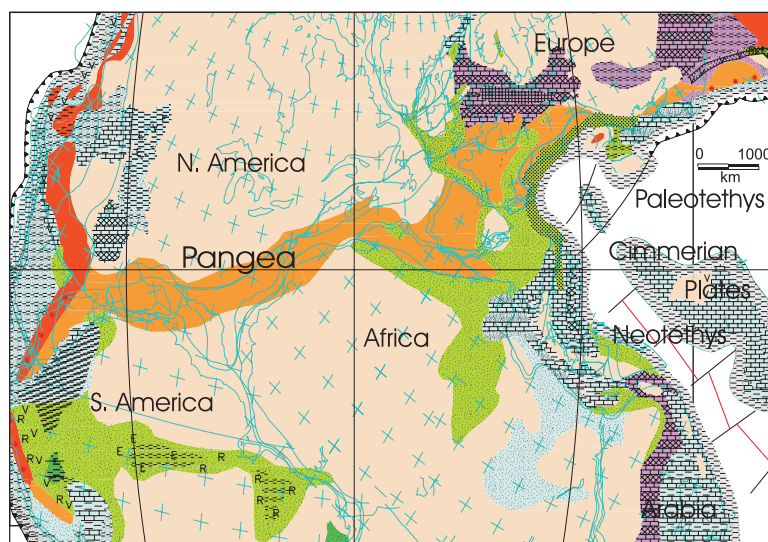 Europe
N. America
0 1000
km
Paleotethys
Pangea
Cimmerian
Plates
Neotethys
Africa
S. America
Arabia
V
V
V
E
V
R V
R
V
V
E
R
V
R
V
E
E
E
R
R
R
R